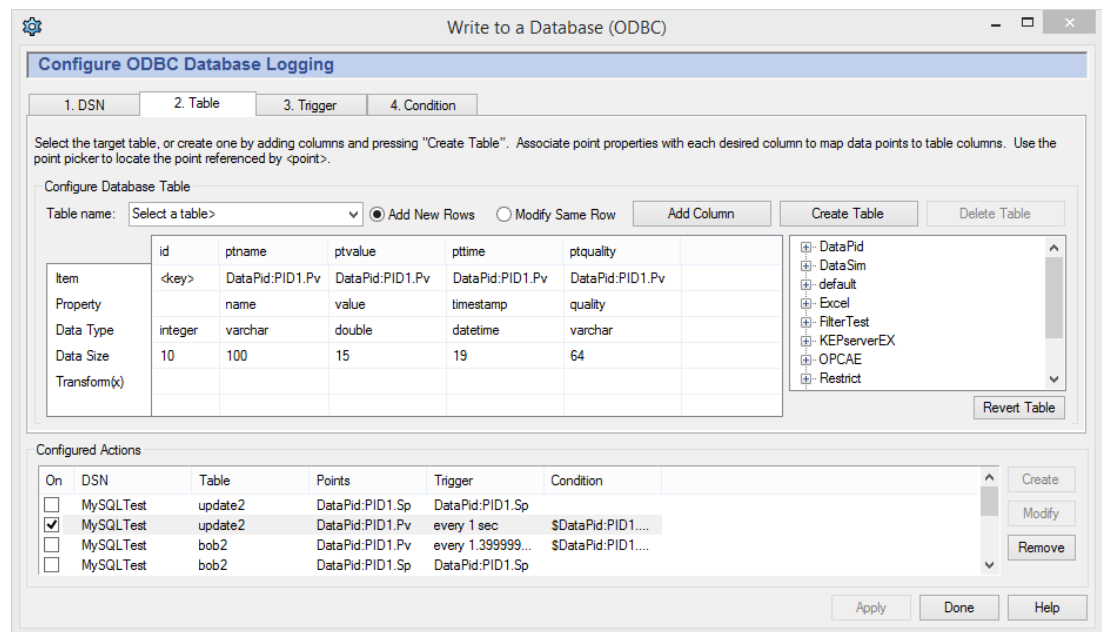 Write to a Database (ODBC)
Configure ODBC Database Logging
1. DSN 2. Table 3. Trigger 4. Condition
Select the target table, or create one by adding columns and pressing "Create Table". Associate point properties with each desired column to map data points to table columns. Use the
point picker to locate the point referenced by <point>.
Configure Database Table
Table name: Select a table> Add New Rows Modify Same Row Add Column Create Table Delete Table
id ptname ptvalue pttime ptquality
Item <key> DataPid:PID1.Pv DataPid:PID1.Pv DataPid:PID1.Pv DataPid:PID1.Pv
Property name value timestamp quality
Data Type integer varchar double datetime varchar
Data Size 10 100 15 19 64
Transform(x)
DataPid
DataSim
default
Excel
FilterTest
KEPserverEX
OPCAE
Restrict
Revert Table
Configured Actions
On DSN Table Points Trigger Condition
MySQLTest update2 DataPid:PID1.Sp DataPid:PID1.Sp
MySQLTest update2 DataPid:PID1.Pv every 1 sec $DataPid:PID1....
MySQLTest bob2 DataPid:PID1.Pv every 1.399999... $DataPid:PID1....
MySQLTest bob2 DataPid:PID1.Sp DataPid:PID1.Sp
Create
Modify
Remove
Apply Done Help